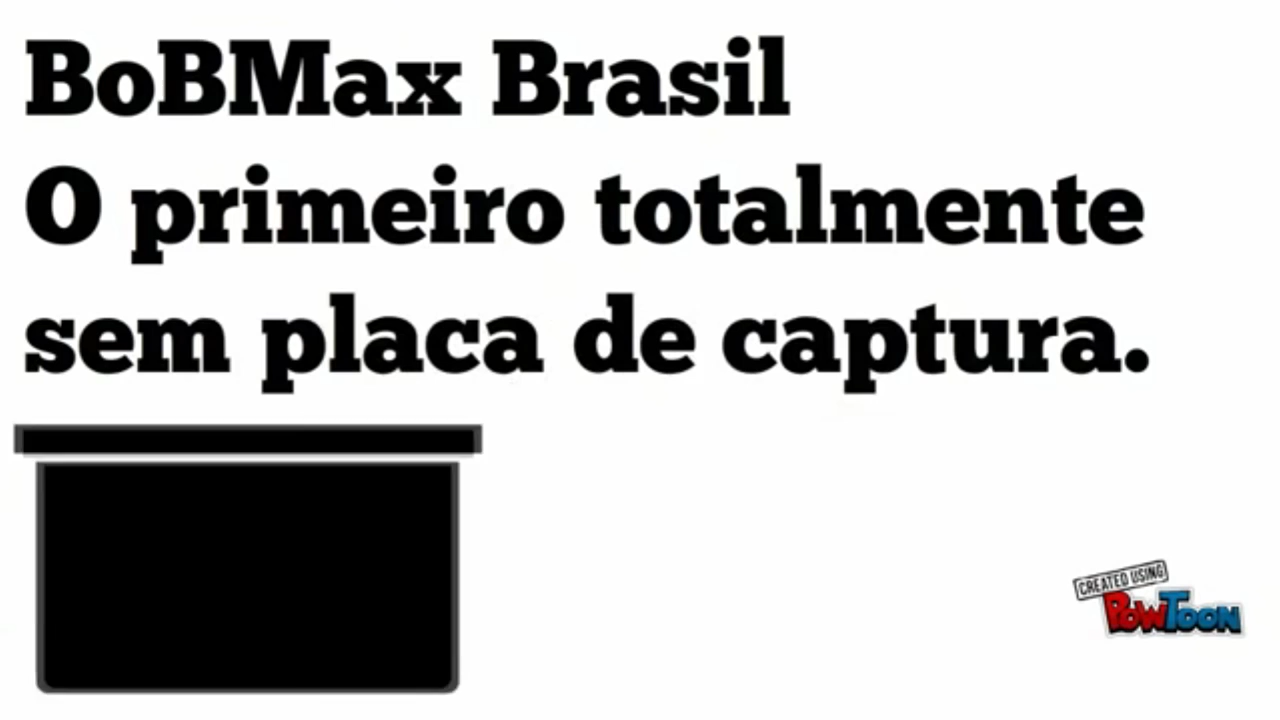 BoBMax Brasil
O primeiro totalmente
sem placa de captura.
CREATED USING
POWTOON